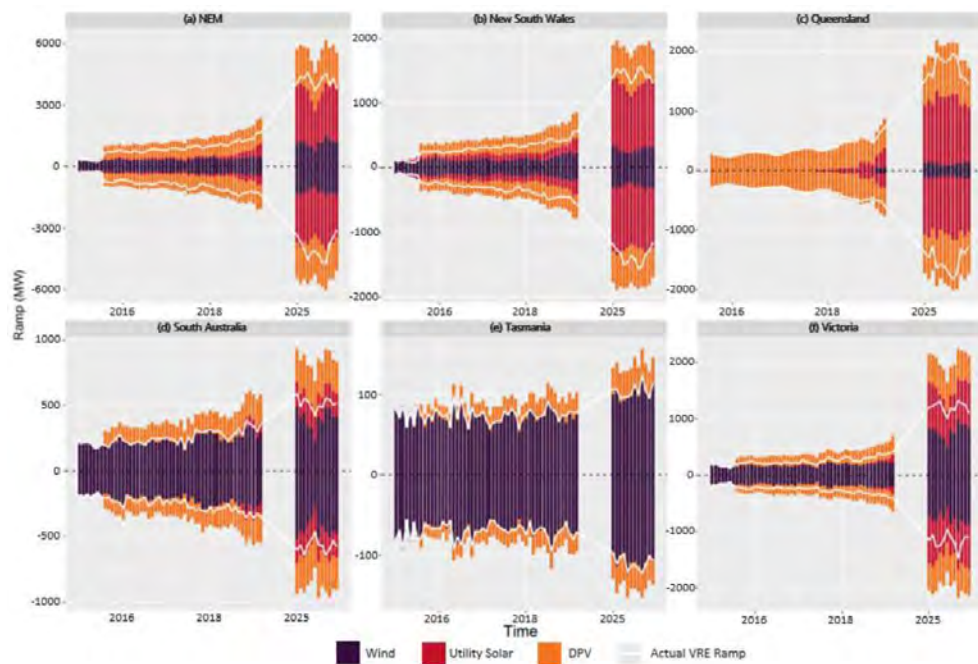 (a) NEM (b) New South Wales (c) Queensland
6000 2000 2000
3000 1000 1000
0 0 0
-3000 -1000 -1000
-6000 -2000 -2000
2016 2018 2025 2016 2018 2025 2016 2018 2025
Ramp (MW)
(d) South Australia (e) Tasmania (f) Victoria
1000 100 2000
500 0 1000
0 -100 0
-500 -1000
-1000 -2000
2016 2018 2025 2016 2018 2025 2016 2018 2025
Time
Wind Utility Solar DPV Actual VRE Ramp